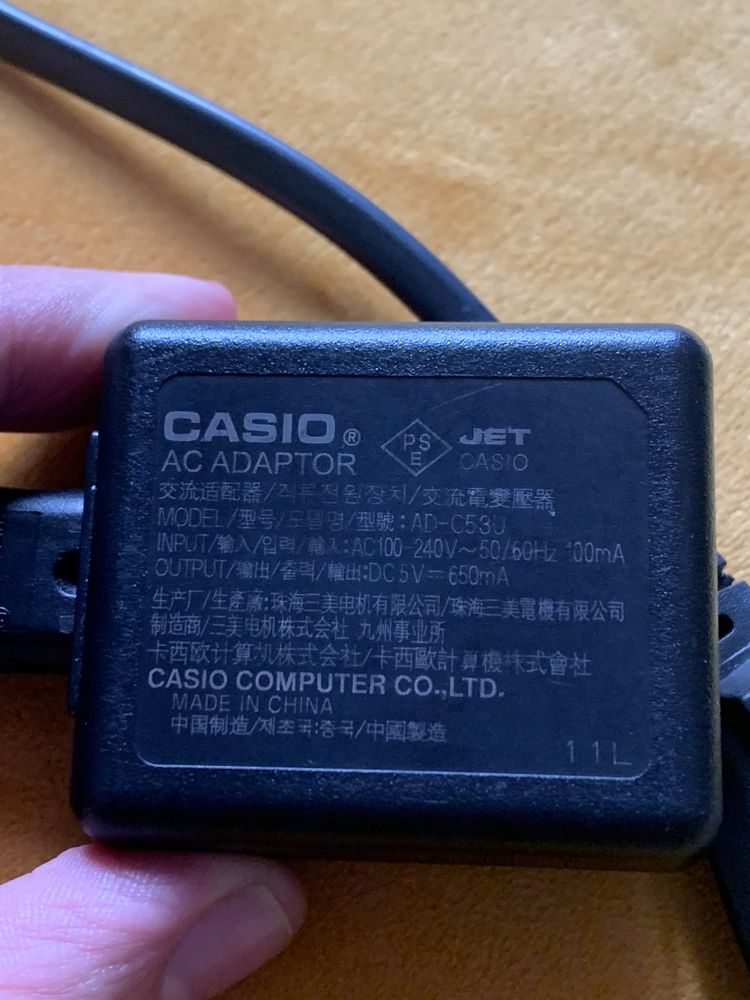 CASIO ® PS E JET
AC ADAPTOR CASIO
交流适配器/직류전원장치/交流電變壓器
MODEL/型号/모델명/型號:AD-C53U
INPUT/输入/입력/輸入:AC100-240V～50/60Hz 100mA
OUTPUT/输出/출력/輸出:DC5V⎓650mA
生产厂/生產廠:珠海三美电机有限公司/珠海三美電機有限公司
制造商/三美电机株式会社 九州事业所
卡西欧计算机株式会社/卡西歐計算機株式會社
CASIO COMPUTER CO.,LTD.
MADE IN CHINA
中国制造/제조국:중국/中國製造
11L